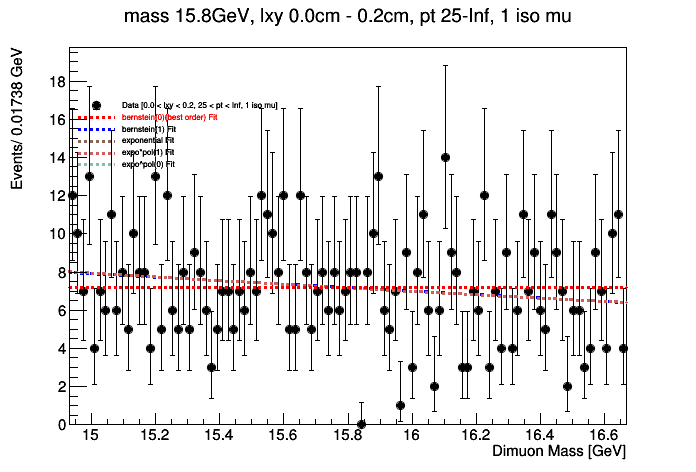 mass 15.8GeV, lxy 0.0cm - 0.2cm, pt 25-Inf, 1 iso mu
Events/ 0.01738 GeV
18
16
14
12
10
8
6
4
2
0
Data [0.0 < lxy < 0.2, 25 < pt < Inf, 1 iso mu]
bernstein(0)(best order) Fit
bernstein(1) Fit
exponential Fit
expo*pol(1) Fit
expo*pol(0) Fit
15 15.2 15.4 15.6 15.8 16 16.2 16.4 16.6
Dimuon Mass [GeV]